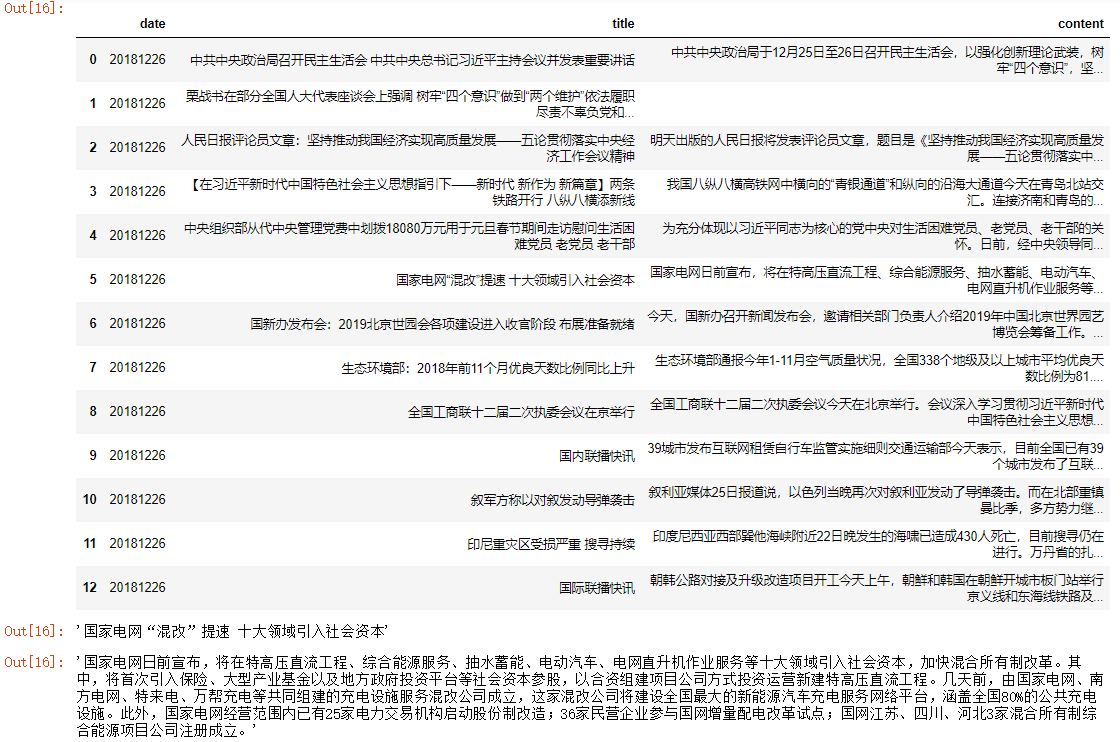 Out[16]:
date title content
0 20181226 中共中央政治局召开民主生活会 中共中央总书记习近平主持会议并发表重要讲话 中共中央政治局于12月25日至26日召开民主生活会，以强化创新理论武装，树
牢“四个意识”，坚...
1 20181226 栗战书在部分全国人大代表座谈会上强调 树牢“四个意识”做到“两个维护”依法履职
尽责不辜负党和...
2 20181226 人民日报评论员文章：坚持推动我国经济实现高质量发展——五论贯彻落实中央经 明天出版的人民日报将发表评论员文章，题目是《坚持推动我国经济实现高质量发
济工作会议精神 展——五论贯彻落实中...
3 20181226 【在习近平新时代中国特色社会主义思想指引下——新时代 新作为 新篇章】两条 我国八纵八横高铁网中横向的“青银通道”和纵向的沿海大通道今天在青岛北站交
铁路开行 八纵八横添新线 汇。连接济南和青岛的...
4 20181226 中央组织部从代中央管理党费中划拨18080万元用于元旦春节期间走访慰问生活困 为充分体现以习近平同志为核心的党中央对生活困难党员、老党员、老干部的关
难党员 老党员 老干部 怀。日前，经中央领导同...
5 20181226 国家电网“混改”提速 十大领域引入社会资本 国家电网日前宣布，将在特高压直流工程、综合能源服务、抽水蓄能、电动汽车、
电网直升机作业服务等...
6 20181226 国新办发布会：2019北京世园会各项建设进入收官阶段 布展准备就绪 今天，国新办召开新闻发布会，邀请相关部门负责人介绍2019年中国北京世界园艺
博览会筹备工作。...
7 20181226 生态环境部：2018年前11个月优良天数比例同比上升 生态环境部通报今年1-11月空气质量状况，全国338个地级及以上城市平均优良天
数比例为81....
8 20181226 全国工商联十二届二次执委会议在京举行 全国工商联十二届二次执委会议今天在北京举行。会议深入学习贯彻习近平新时代
中国特色社会主义思想...
9 20181226 国内联播快讯 39城市发布互联网租赁自行车监管实施细则交通运输部今天表示，目前全国已有39
个城市发布了互联...
10 20181226 叙军方称以对叙发动导弹袭击 叙利亚媒体25日报道说，以色列当晚再次对叙利亚发动了导弹袭击。而在北部重镇
曼比季，多方势力继...
11 20181226 印尼重灾区受损严重 搜寻持续 印度尼西亚西部巽他海峡附近22日晚发生的海啸已造成430人死亡，目前搜寻仍在
进行。万丹省的扎...
12 20181226 国际联播快讯 朝韩公路对接及升级改造项目开工今天上午，朝鲜和韩国在朝鲜开城市板门站举行
京义线和东海线铁路及...
Out[16]: '国家电网“混改”提速 十大领域引入社会资本'
Out[16]: '国家电网日前宣布，将在特高压直流工程、综合能源服务、抽水蓄能、电动汽车、电网直升机作业服务等十大领域引入社会资本，加快混合所有制改革。其
中，将首次引入保险、大型产业基金以及地方政府投资平台等社会资本参股，以合资组建项目公司方式投资运营新建特高压直流工程。几天前，由国家电网、南
方电网、特来电、万帮充电等共同组建的充电设施服务混改公司成立，这家混改公司将建设全国最大的新能源汽车充电服务网络平台，涵盖全国80%的公共充电
设施。此外，国家电网经营范围内已有25家电力交易机构启动股份制改造；36家民营企业参与国网增量配电改革试点；国网江苏、四川、河北3家混合所有制综
合能源项目公司注册成立。'